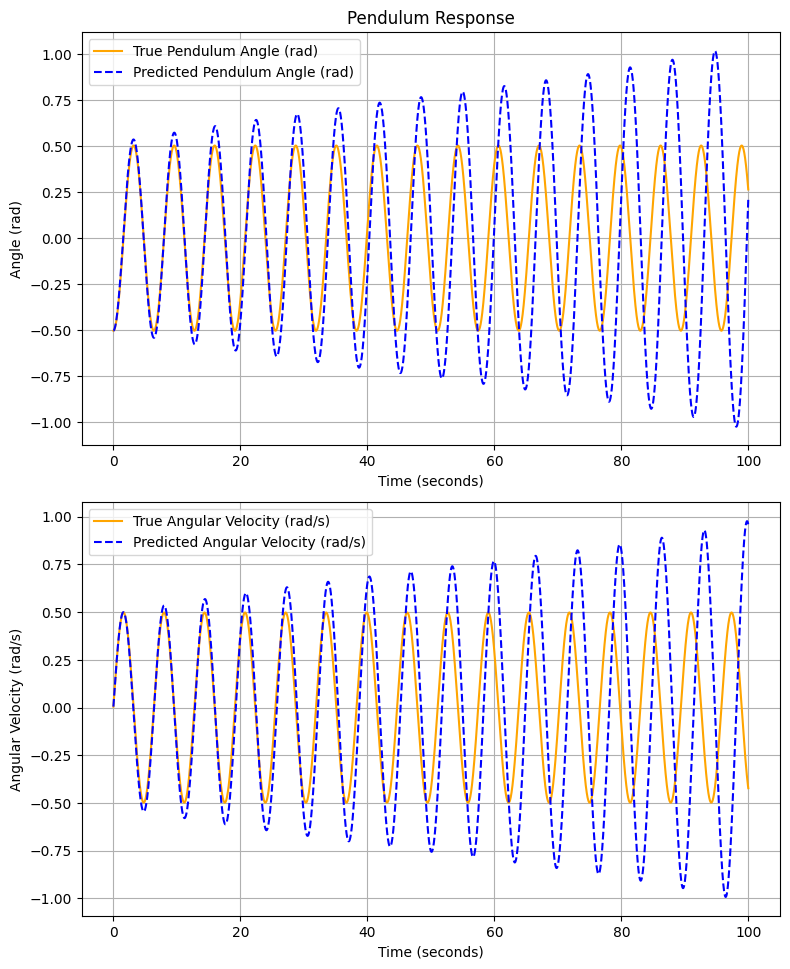 Pendulum Response
True Pendulum Angle (rad)
Predicted Pendulum Angle (rad)
1.00
0.75
0.50
0.25
0.00
−0.25
−0.50
−0.75
−1.00
Angle (rad)
0 20 40 60 80 100
Time (seconds)
True Angular Velocity (rad/s)
Predicted Angular Velocity (rad/s)
1.00
0.75
0.50
0.25
0.00
−0.25
−0.50
−0.75
−1.00
Angular Velocity (rad/s)
0 20 40 60 80 100
Time (seconds)